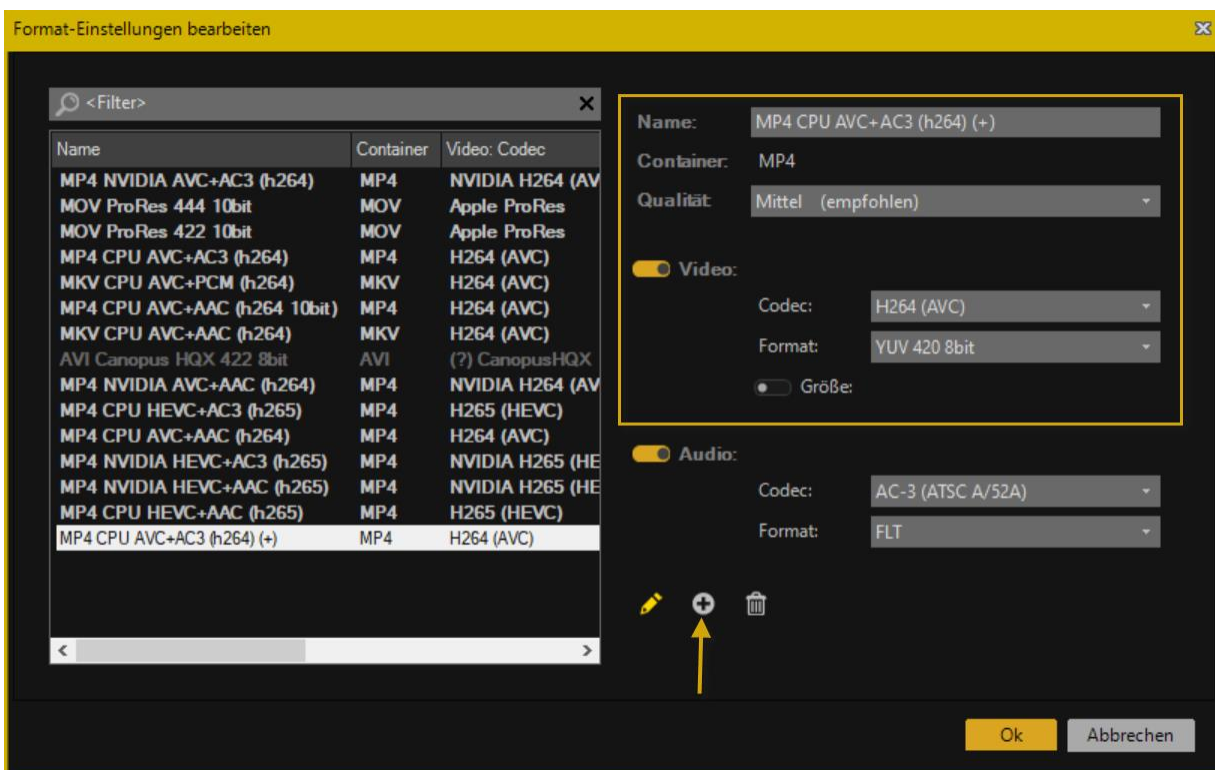 Format-Einstellungen bearbeiten
<Filter>
Name Container Video: Codec
MP4 NVIDIA AVC+AC3 (h264) MP4 NVIDIA H264 (AV
MOV ProRes 444 10bit MOV Apple ProRes
MOV ProRes 422 10bit MOV Apple ProRes
MP4 CPU AVC+AC3 (h264) MP4 H264 (AVC)
MKV CPU AVC+PCM (h264) MKV H264 (AVC)
MP4 CPU AVC+AAC (h264 10bit) MP4 H264 (AVC)
MKV CPU AVC+AAC (h264) MKV H264 (AVC)
AVI Canopus HQX 422 8bit AVI (?) CanopusHQX
MP4 NVIDIA AVC+AAC (h264) MP4 NVIDIA H264 (AV
MP4 CPU HEVC+AC3 (h265) MP4 H265 (HEVC)
MP4 CPU AVC+AAC (h264) MP4 H264 (AVC)
MP4 NVIDIA HEVC+AC3 (h265) MP4 NVIDIA H265 (HE
MP4 NVIDIA HEVC+AAC (h265) MP4 NVIDIA H265 (HE
MP4 CPU HEVC+AAC (h265) MP4 H265 (HEVC)
MP4 CPU AVC+AC3 (h264) (+) MP4 H264 (AVC)
Name: MP4 CPU AVC+AC3 (h264) (+)
Container: MP4
Qualität: Mittel (empfohlen)
Video:
Codec: H264 (AVC)
Format: YUV 420 8bit
Größe:
Audio:
Codec: AC-3 (ATSC A/52A)
Format: FLT
Ok Abbrechen